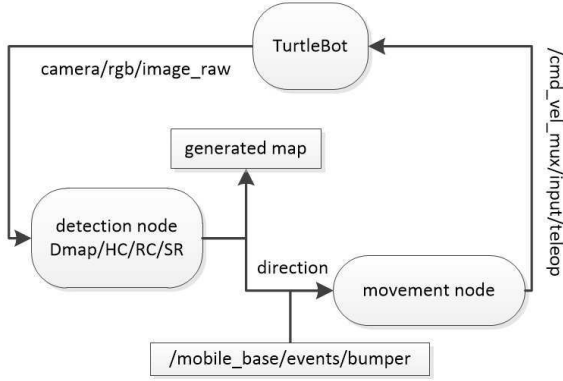 TurtleBot
camera/rgb/image_raw
/cmd_vel_mux/input/teleop
generated map
detection node
Dmap/HC/RC/SR
direction
movement node
/mobile_base/events/bumper